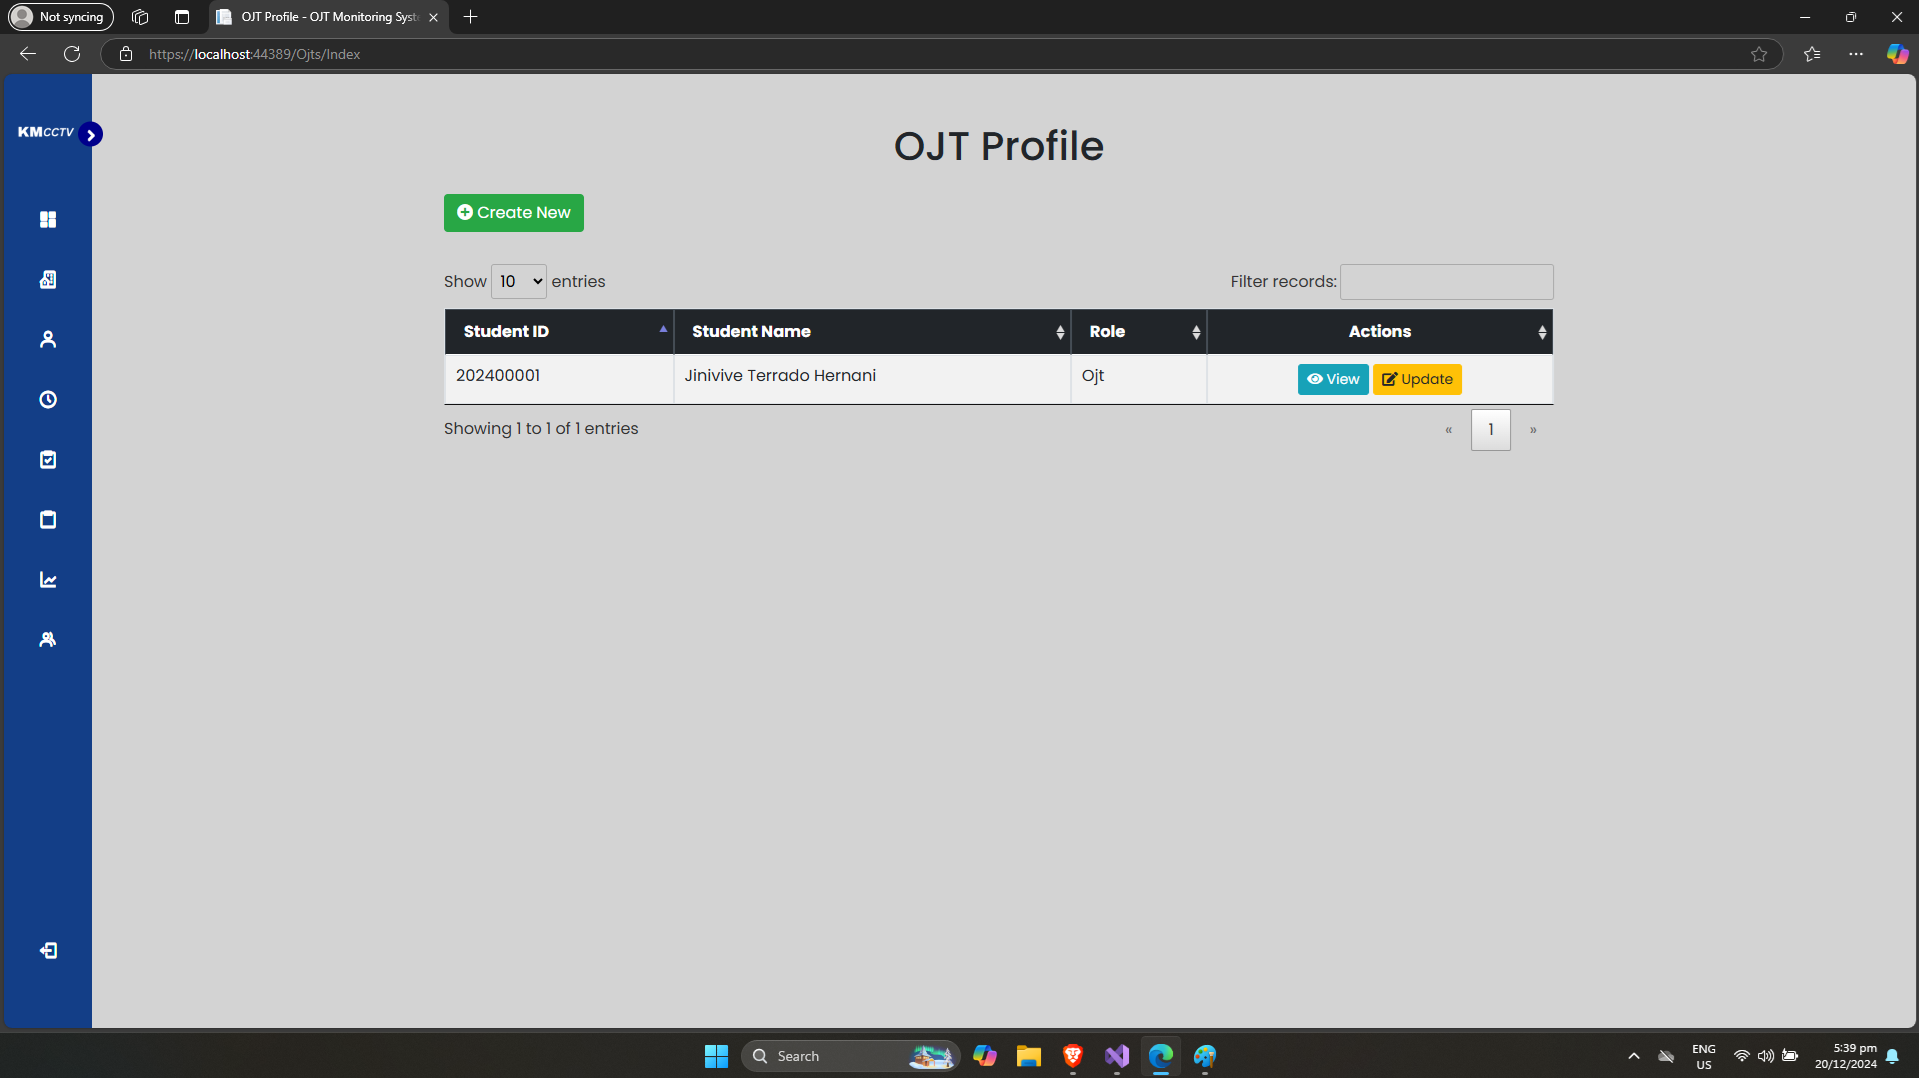 Not syncing
OJT Profile - OJT Monitoring Syst
https://localhost:44389/Ojts/Index
KMCCTV
OJT Profile
Create New
Show 10 entries
Filter records:
Student ID Student Name Role Actions
202400001 Jinivive Terrado Hernani Ojt View Update
Showing 1 to 1 of 1 entries
« 1 »
Search
ENG
US
5:39 pm
20/12/2024